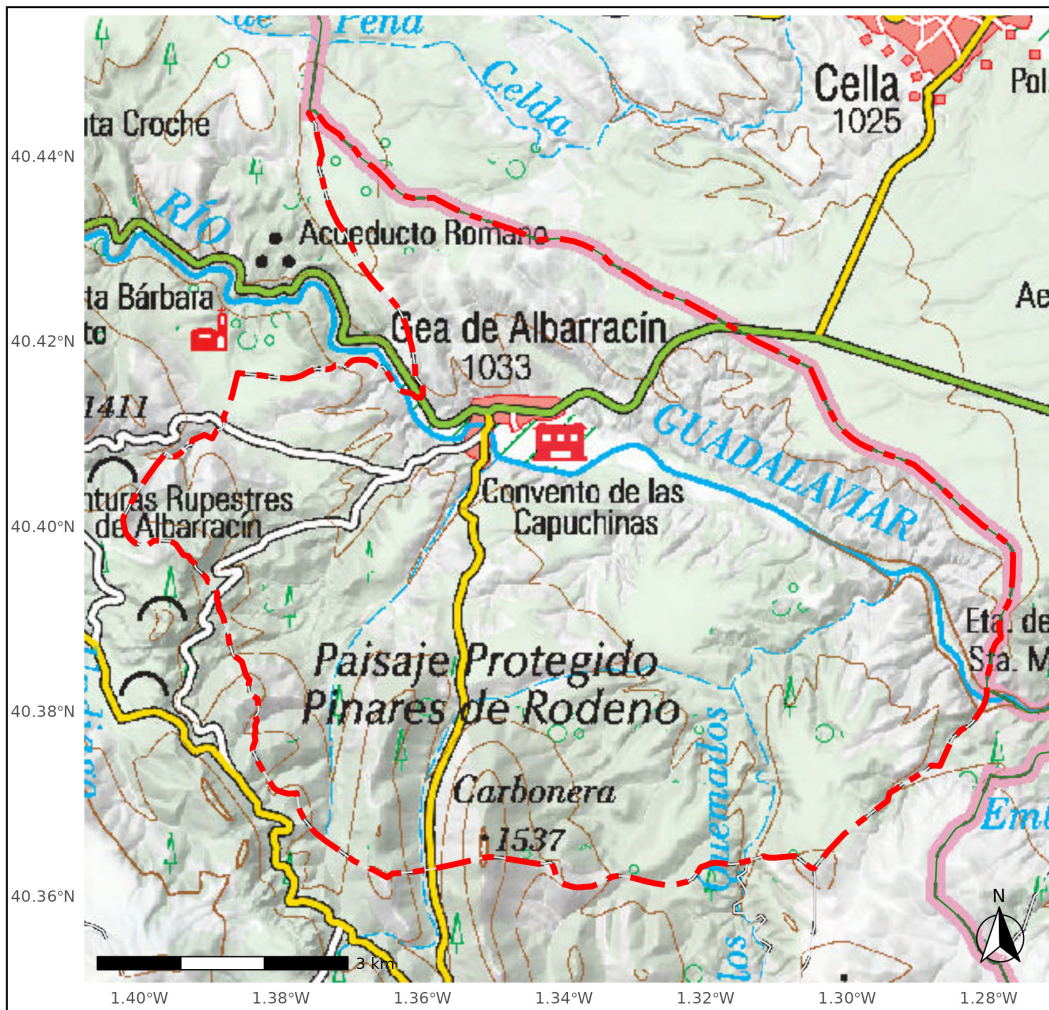 Peña
Celda
Cella
1025
Pol.
ta Croche
RÍO
Acueducto Romano
ta Bárbara
Ae
Gea de Albarracín
1033
1411
GUADALAVIAR
Convento de las
Capuchinas
nturas Rupestres
de Albarracín
Eta. de
Sta. M
Paisaje Protegido
Pinares de Rodeno
Carbonera
1537
los Quemados
Emb
N
3 km
40.44°N
40.42°N
40.40°N
40.38°N
40.36°N
1.40°W
1.38°W
1.36°W
1.34°W
1.32°W
1.30°W
1.28°W